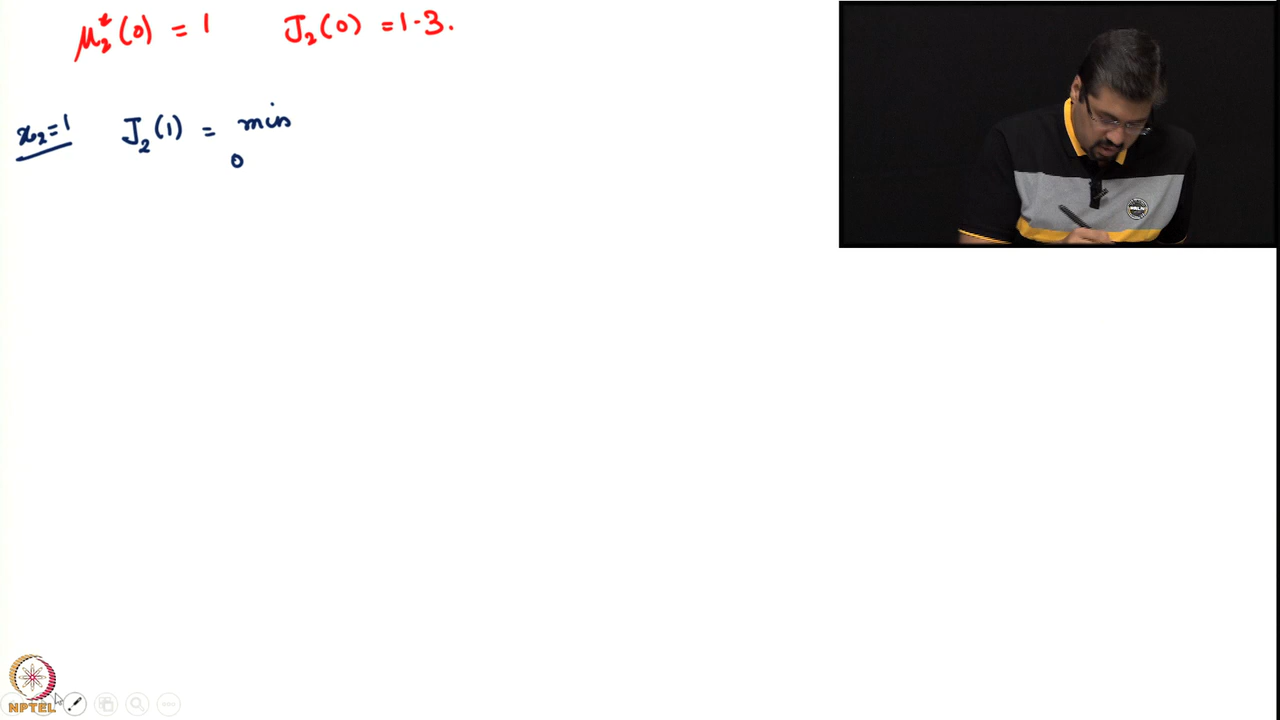 μ₂*(0) = 1 J₂(0) = 1.3.
x₂=1 J₂(1) = min
0
NPTEL